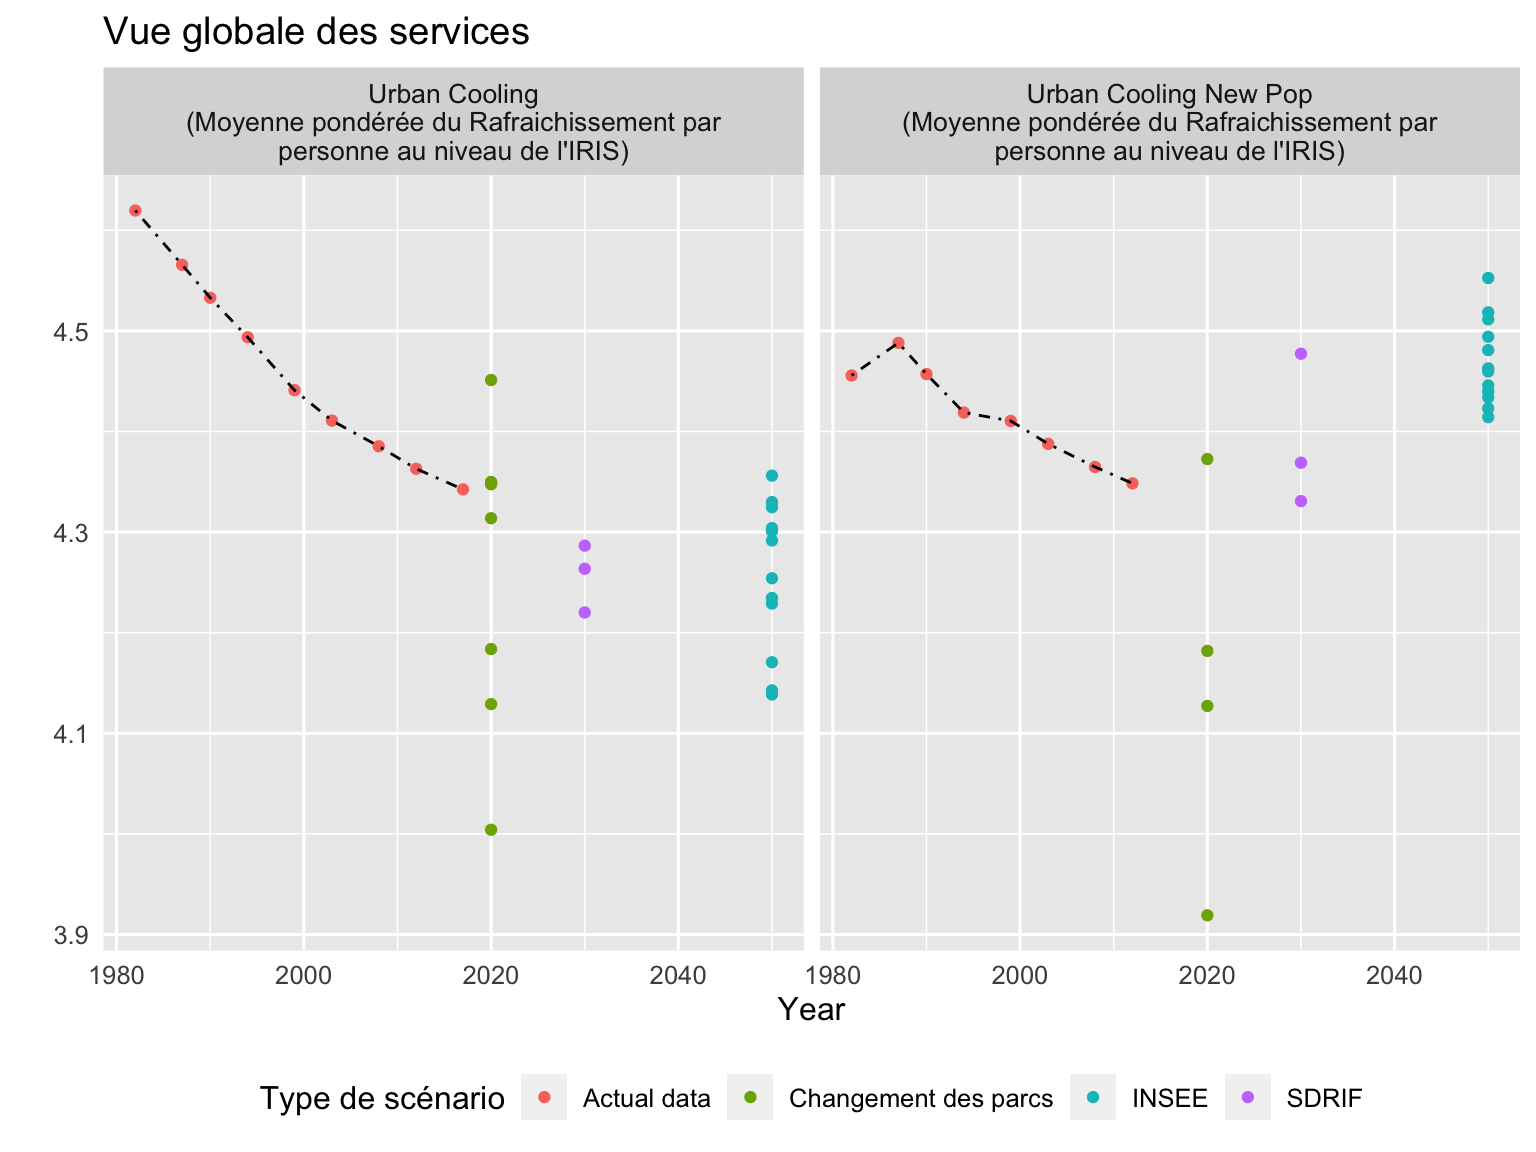 Vue globale des services
Urban Cooling
(Moyenne pondérée du Rafraichissement par
personne au niveau de l'IRIS)
Urban Cooling New Pop
(Moyenne pondérée du Rafraichissement par
personne au niveau de l'IRIS)
4.5
4.3
4.1
3.9
1980 2000 2020 2040 1980 2000 2020 2040
Year
Type de scénario Actual data Changement des parcs INSEE SDRIF